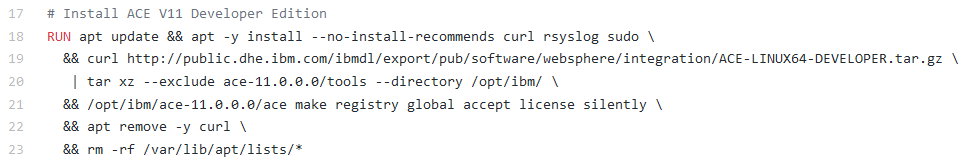 17 # Install ACE V11 Developer Edition
18 RUN apt update && apt -y install --no-install-recommends curl rsyslog sudo \
19 && curl http://public.dhe.ibm.com/ibmdl/export/pub/software/websphere/integration/ACE-LINUX64-DEVELOPER.tar.gz \
20 | tar xz --exclude ace-11.0.0.0/tools --directory /opt/ibm/ \
21 && /opt/ibm/ace-11.0.0.0/ace make registry global accept license silently \
22 && apt remove -y curl \
23 && rm -rf /var/lib/apt/lists/*